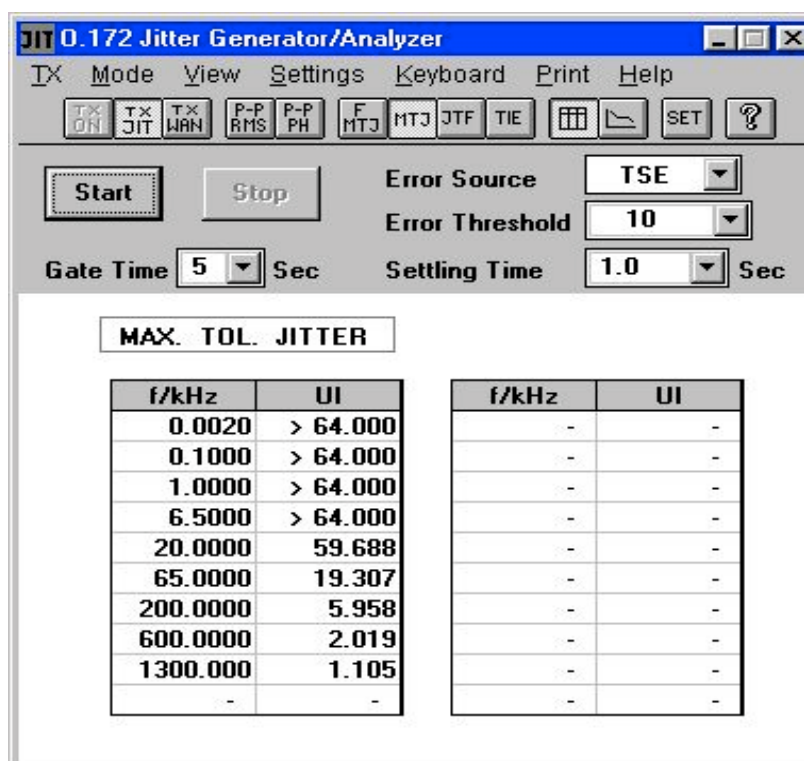 JIT O.172 Jitter Generator/Analyzer
TX Mode View Settings Keyboard Print Help
TX ON TX JIT TX WAN P-P RMS P-P PH F MTJ MTJ JTF TIE SET ?
Start Stop Error Source TSE
Error Threshold 10
Gate Time 5 Sec Settling Time 1.0 Sec
MAX. TOL. JITTER
f/kHz UI f/kHz UI
0.0020 > 64.000 - -
0.1000 > 64.000 - -
1.0000 > 64.000 - -
6.5000 > 64.000 - -
20.0000 59.688 - -
65.0000 19.307 - -
200.0000 5.958 - -
600.0000 2.019 - -
1300.000 1.105 - -
- - - -